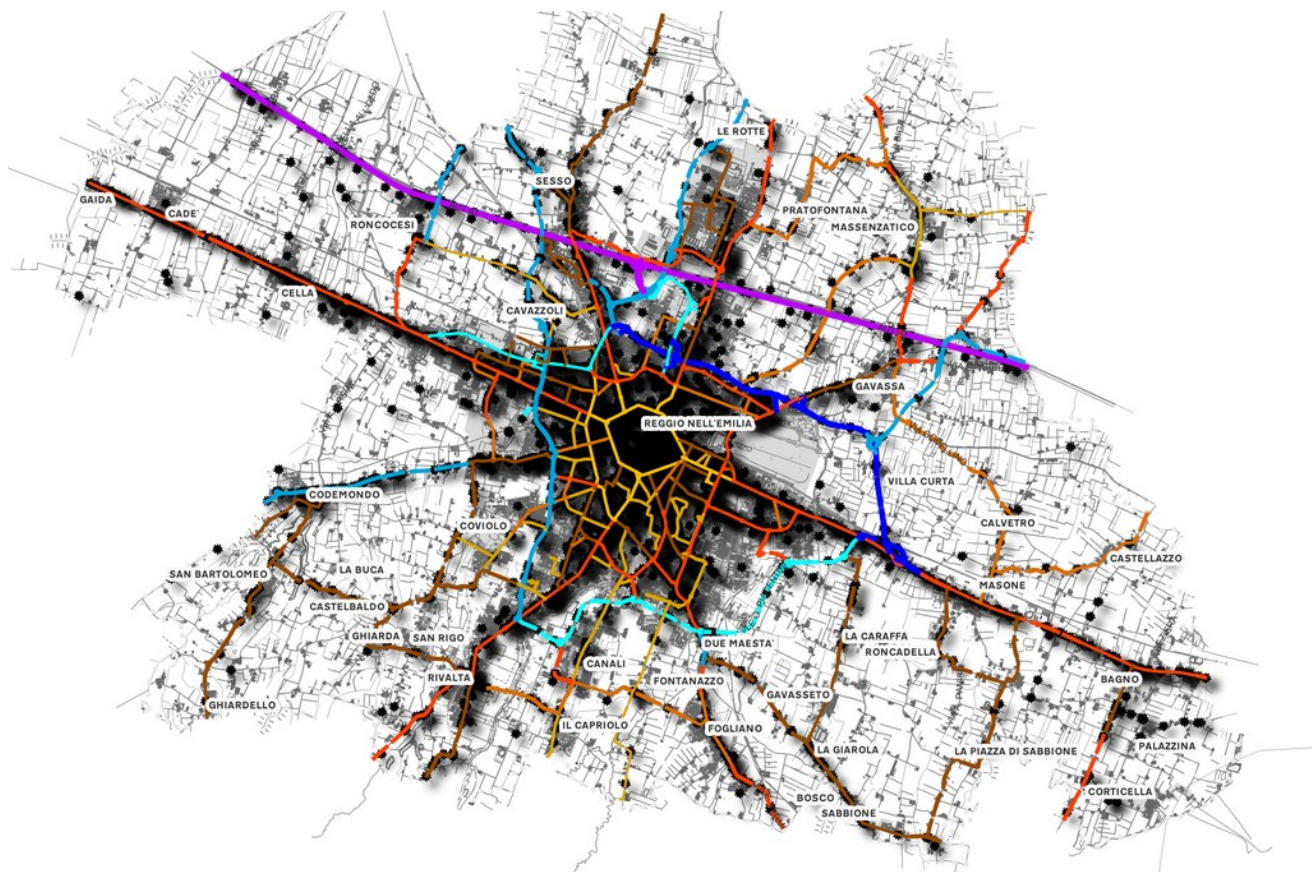 LE ROTTE
SESSO
GAIDA
CADE'
RONCOCESI
PRATOFONTANA
MASSENZATICO
CELLA
CAVAZZOLI
GAVASSA
REGGIO NELL'EMILIA
VILLA CURTA
CODEMONDO
COVIOLO
CALVETRO
CASTELLAZZO
SAN BARTOLOMEO
LA BUCA
MASONE
CASTELBALDO
GHIARDA
SAN RIGO
DUE MAESTA'
LA CARAFFA
RONCADELLA
RIVALTA
CANALI
FONTANAZZO
BAGNO
GAVASSETO
GHIARDELLO
IL CAPRIOLO
FOGLIANO
LA GIAROLA
LA PIAZZA DI SABBIONE
PALAZZINA
BOSCO
CORTICELLA
SABBIONE